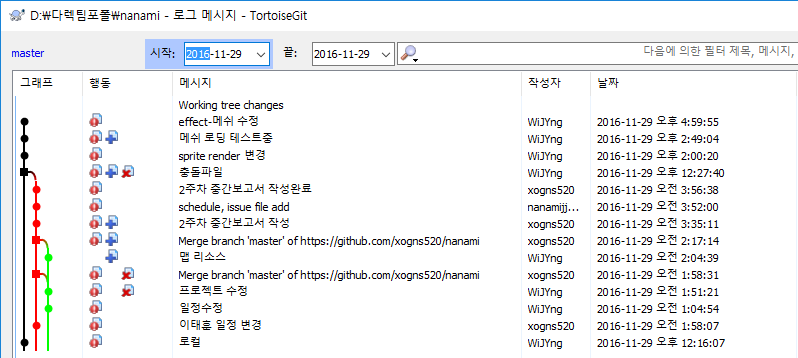 D:\다렉팀포폴\nanami - 로그 메시지 - TortoiseGit
master 시작: 2016-11-29 끝: 2016-11-29 다음에 의한 필터 제목, 메시지,
그래프 행동 메시지 작성자 날짜
Working tree changes
effect-메쉬 수정 WiJYng 2016-11-29 오후 4:59:55
메쉬 로딩 테스트중 WiJYng 2016-11-29 오후 2:49:04
sprite render 변경 WiJYng 2016-11-29 오후 2:00:20
충돌파일 WiJYng 2016-11-29 오후 12:27:40
2주차 중간보고서 작성완료 xogns520 2016-11-29 오전 3:56:38
schedule, issue file add nanamijj... 2016-11-29 오전 3:52:00
2주차 중간보고서 작성 xogns520 2016-11-29 오전 3:35:11
Merge branch 'master' of https://github.com/xogns520/nanami xogns520 2016-11-29 오전 2:17:14
맵 리소스 WiJYng 2016-11-29 오전 2:04:39
Merge branch 'master' of https://github.com/xogns520/nanami xogns520 2016-11-29 오전 1:58:31
프로젝트 수정 WiJYng 2016-11-29 오전 1:51:21
일정수정 WiJYng 2016-11-29 오전 1:04:54
이태훈 일정 변경 xogns520 2016-11-29 오전 1:58:07
로컬 WiJYng 2016-11-29 오전 12:16:07